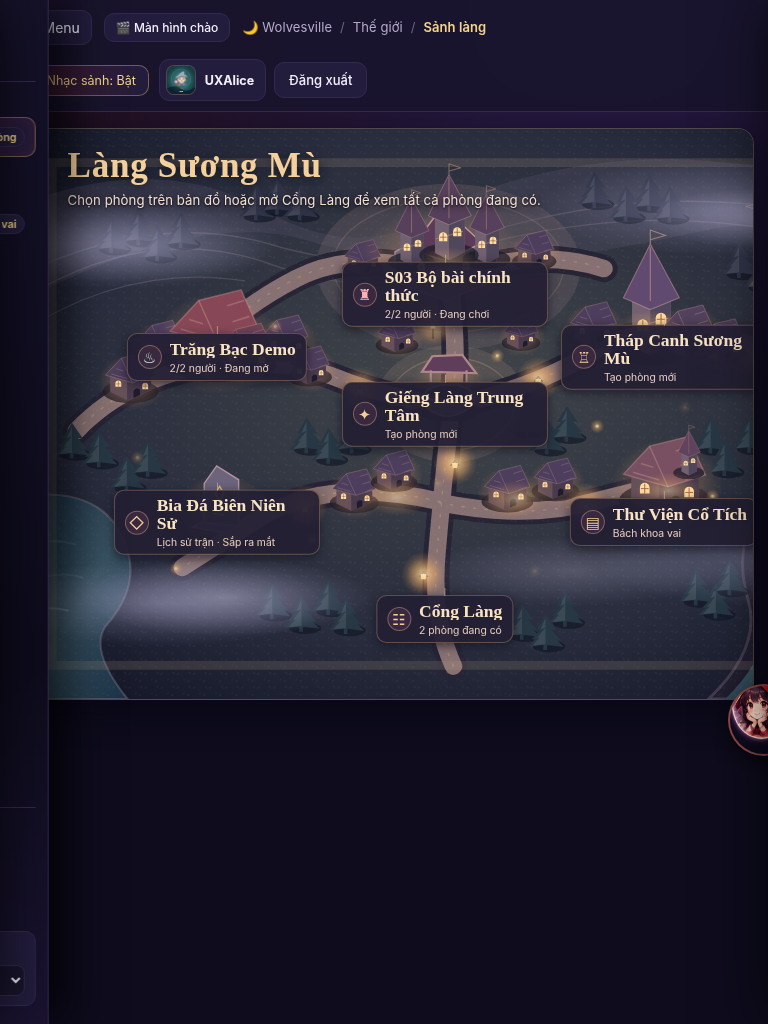 Menu
🎬 Màn hình chào
🌙 Wolvesville / Thế giới / Sảnh làng
Nhạc sảnh: Bật
UXAlice
Đăng xuất
vai
Làng Sương Mù
Chọn phòng trên bản đồ hoặc mở Cổng Làng để xem tất cả phòng đang có.
S03 Bộ bài chính
thức
2/2 người · Đang chơi
Trăng Bạc Demo
2/2 người · Đang mở
Tháp Canh Sương
Mù
Tạo phòng mới
Giếng Làng Trung
Tâm
Tạo phòng mới
Bia Đá Biên Niên
Sử
Lịch sử trận · Sắp ra mắt
Thư Viện Cổ Tích
Bách khoa vai
Cổng Làng
2 phòng đang có